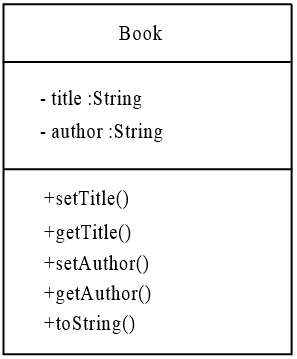 Book
- title :String
- author :String
+setTitle()
+getTitle()
+setAuthor()
+getAuthor()
+toString()